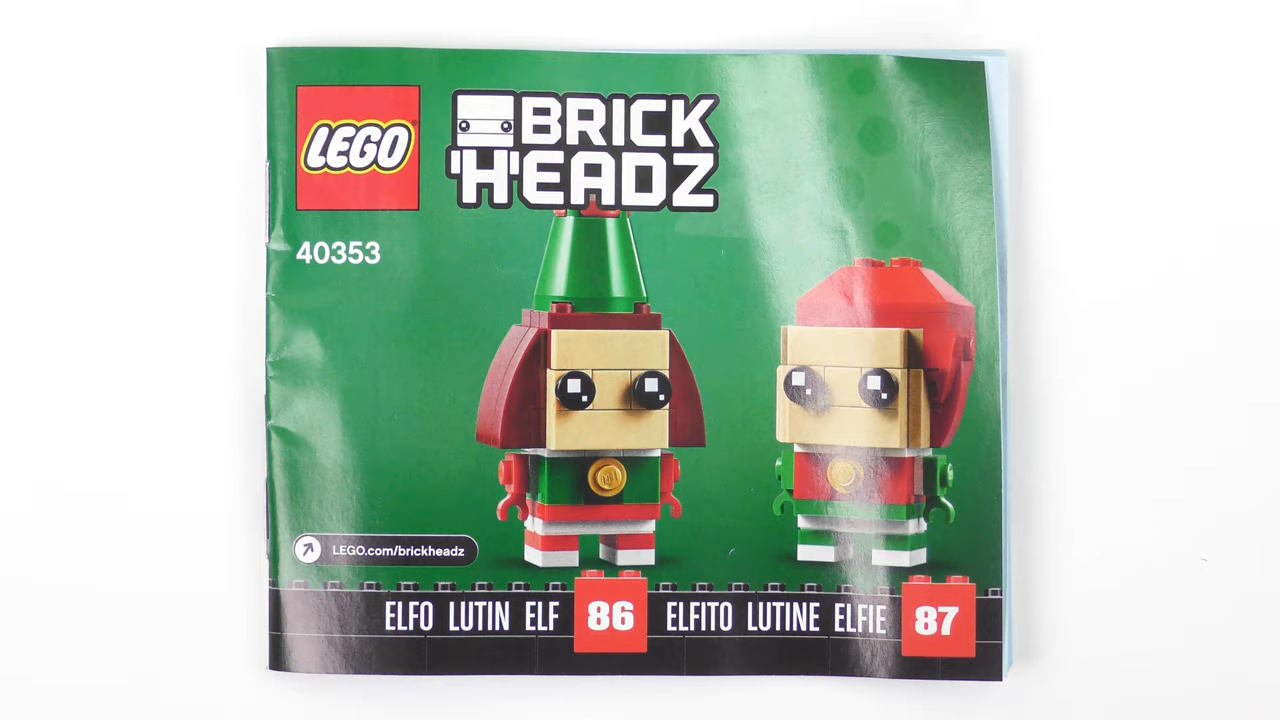 LEGO®
BRICK
HEADZ
40353
LEGO.com/brickheadz
ELFO LUTIN ELF 86 ELFITO LUTINE ELFIE 87